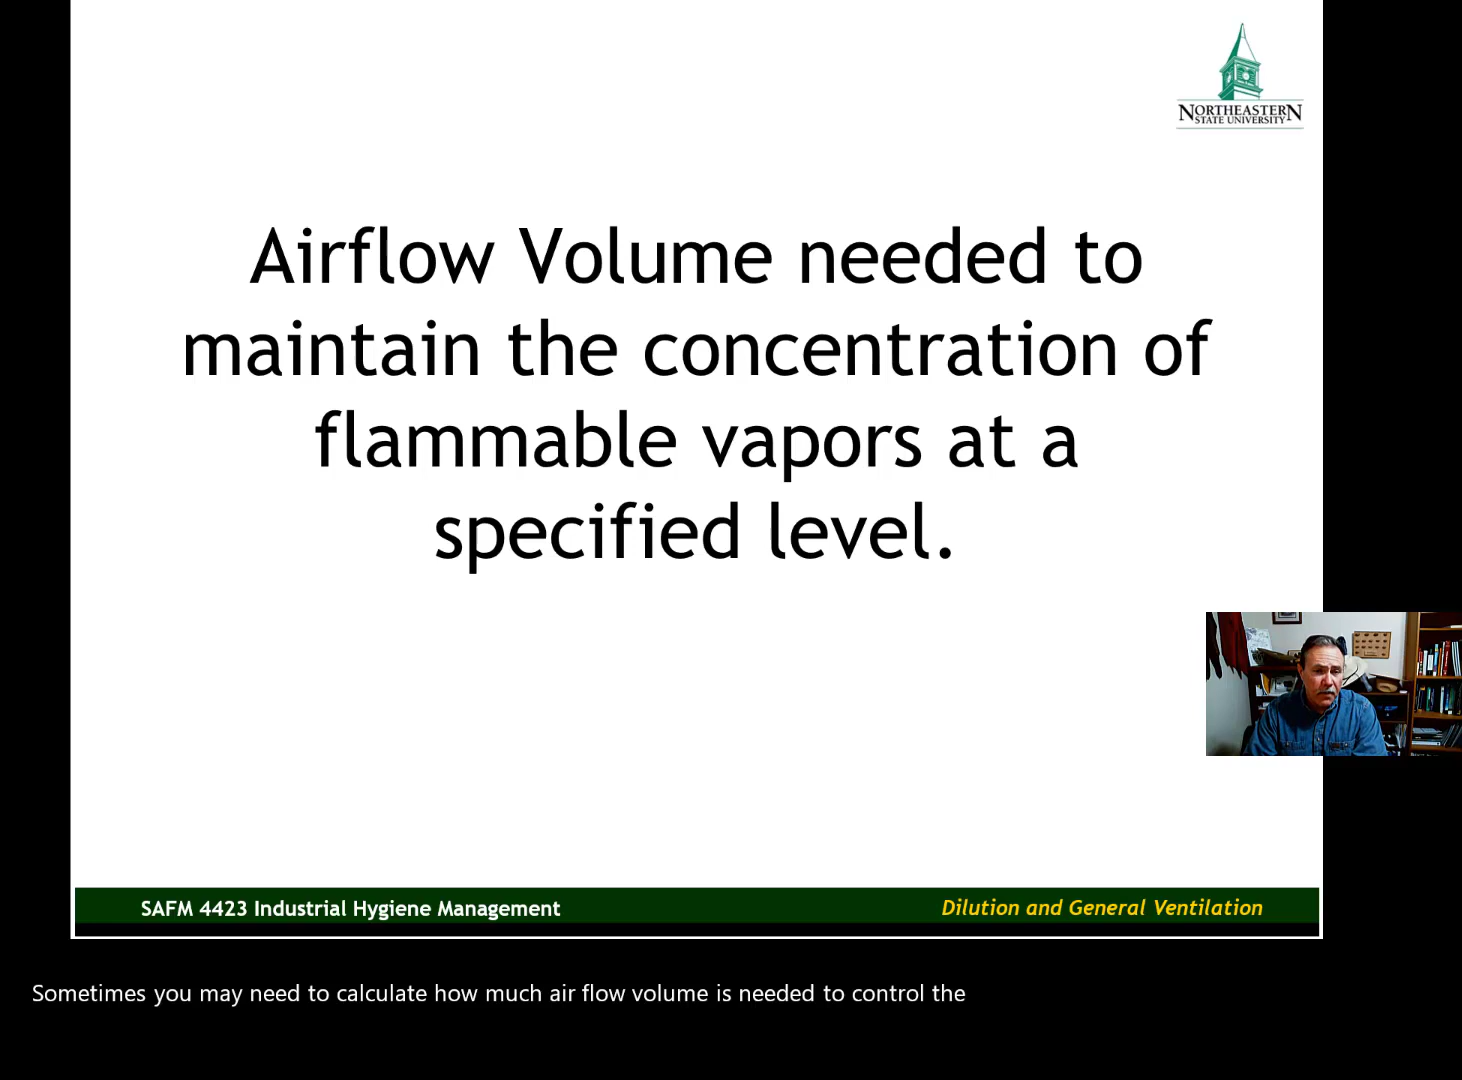 NORTHEASTERN
STATE UNIVERSITY
Airflow Volume needed to
maintain the concentration of
flammable vapors at a
specified level.
SAFM 4423 Industrial Hygiene Management
Dilution and General Ventilation
Sometimes you may need to calculate how much air flow volume is needed to control the